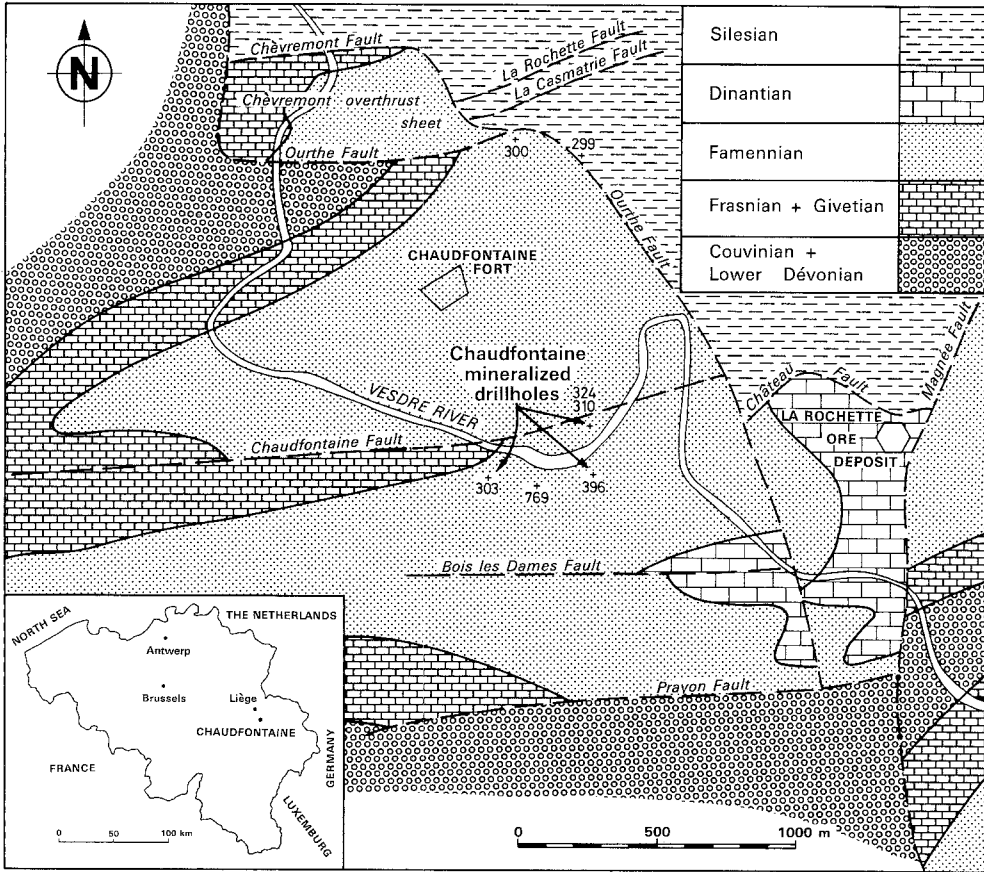 N
Chèvremont Fault
La Rochette Fault
La Casmatrie Fault
Chèvremont overthrust
sheet
Ourthe Fault
300
299
Ourthe Fault
Silesian
Dinantian
Famennian
Frasnian + Givetian
Couvinian +
Lower Dévonian
CHAUDFONTAINE
FORT
Chaudfontaine
mineralized
drillholes
VESDRE RIVER
324
310
Château
Fault
Magnée Fault
LA ROCHETTE
ORE
DEPOSIT
Chaudfontaine Fault
303
769
396
Bois les Dames Fault
Prayon Fault
NORTH SEA
THE NETHERLANDS
Antwerp
Brussels
Liège
CHAUDFONTAINE
FRANCE
GERMANY
LUXEMBURG
0 50 100 km
0 500 1000 m